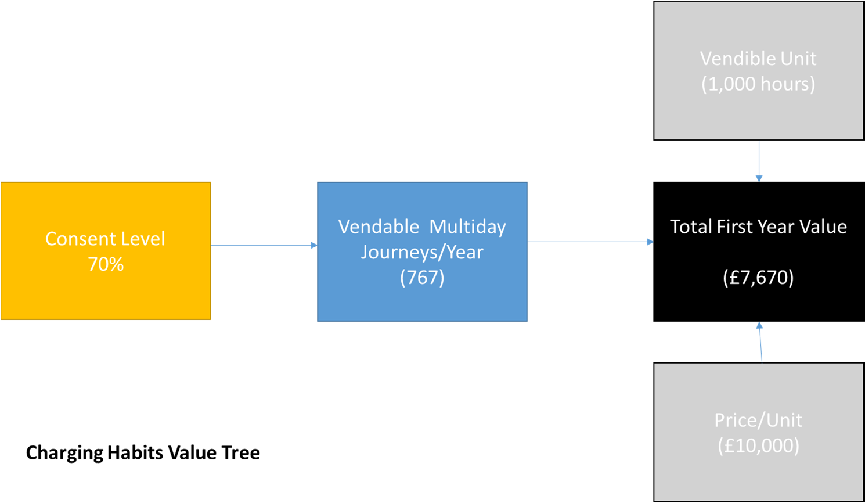 Vendible Unit
(1,000 hours)
Consent Level
70%
Vendable Multiday
Journeys/Year
(767)
Total First Year Value
(£7,670)
Price/Unit
(£10,000)
Charging Habits Value Tree